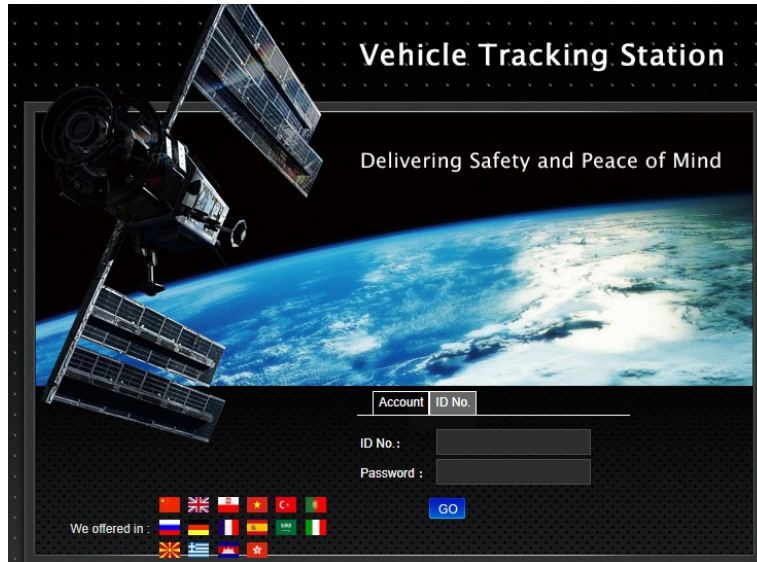 Vehicle Tracking Station
Delivering Safety and Peace of Mind
Account ID No.
ID No.:
Password :
GO
We offered in :